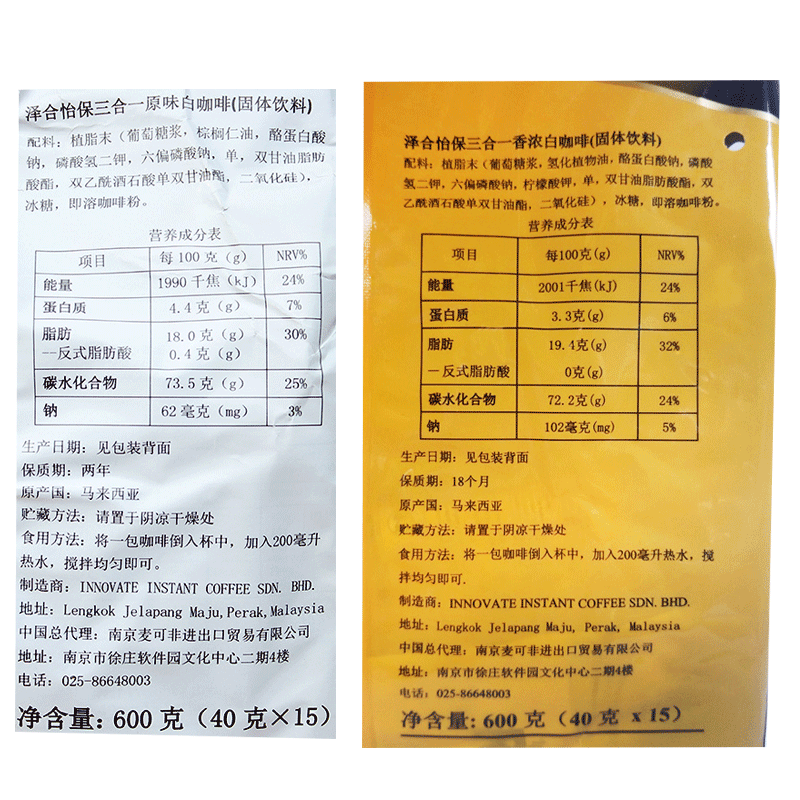 泽合怡保三合一原味白咖啡(固体饮料)
配料：植脂末（葡萄糖浆，棕榈仁油，酪蛋白酸
钠，磷酸氢二钾，六偏磷酸钠，单，双甘油脂肪
酸酯，双乙酰酒石酸单双甘油酯，二氧化硅），
冰糖，即溶咖啡粉。
营养成分表
项目 每100克（g） NRV%
能量 1990千焦（kJ） 24%
蛋白质 4.4克（g） 7%
脂肪 18.0克（g） 30%
--反式脂肪酸 0.4克（g）
碳水化合物 73.5克（g） 25%
钠 62毫克（mg） 3%
生产日期：见包装背面
保质期：两年
原产国：马来西亚
贮藏方法：请置于阴凉干燥处
食用方法：将一包咖啡倒入杯中，加入200毫升
热水，搅拌均匀即可。
制造商：INNOVATE INSTANT COFFEE SDN. BHD.
地址：Lengkok Jelapang Maju,Perak,Malaysia
中国总代理：南京麦可非进出口贸易有限公司
地址：南京市徐庄软件园文化中心二期4楼
电话：025-86648003
净含量：600克（40克×15）
泽合怡保三合一香浓白咖啡(固体饮料)
配料：植脂末（葡萄糖浆，氢化植物油，酪蛋白钠，磷酸
氢二钾，六偏磷酸钠，柠檬酸钾，单，双甘油脂肪酸酯，双
乙酰酒石酸单双甘油酯，二氧化硅），冰糖，即溶咖啡粉。
营养成分表
项目 每100克(g) NRV%
能量 2001千焦(kJ) 24%
蛋白质 3.3克(g) 6%
脂肪 19.4克(g) 32%
－反式脂肪酸 0克(g)
碳水化合物 72.2克(g) 24%
钠 102毫克(mg) 5%
生产日期：见包装背面
保质期：18个月
原产国：马来西亚
贮藏方法：请置于阴凉干燥处
食用方法：将一包咖啡倒入杯中，加入200毫升热水，搅
拌均匀即可.
制造商：INNOVATE INSTANT COFFEE SDN. BHD.
地址：Lengkok Jelapang Maju, Perak, Malaysia
中国总代理：南京麦可非进出口贸易有限公司
地址：南京市徐庄软件园文化中心二期4楼
电话：025-86648003
净含量：600克（40克 x 15）